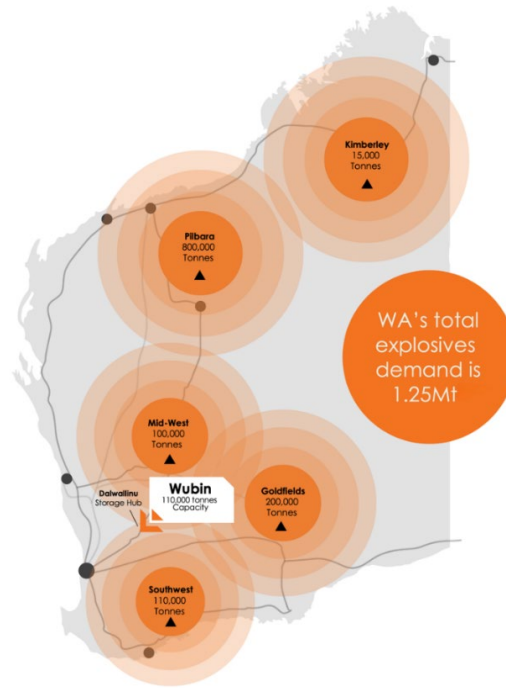 Kimberley
15,000
Tonnes
Pilbara
800,000
Tonnes
WA's total
explosives
demand is
1.25Mt
Mid-West
100,000
Tonnes
Dalwallinu
Storage Hub
Wubin
110,000 tonnes
Capacity
Goldfields
200,000
Tonnes
Southwest
110,000
Tonnes